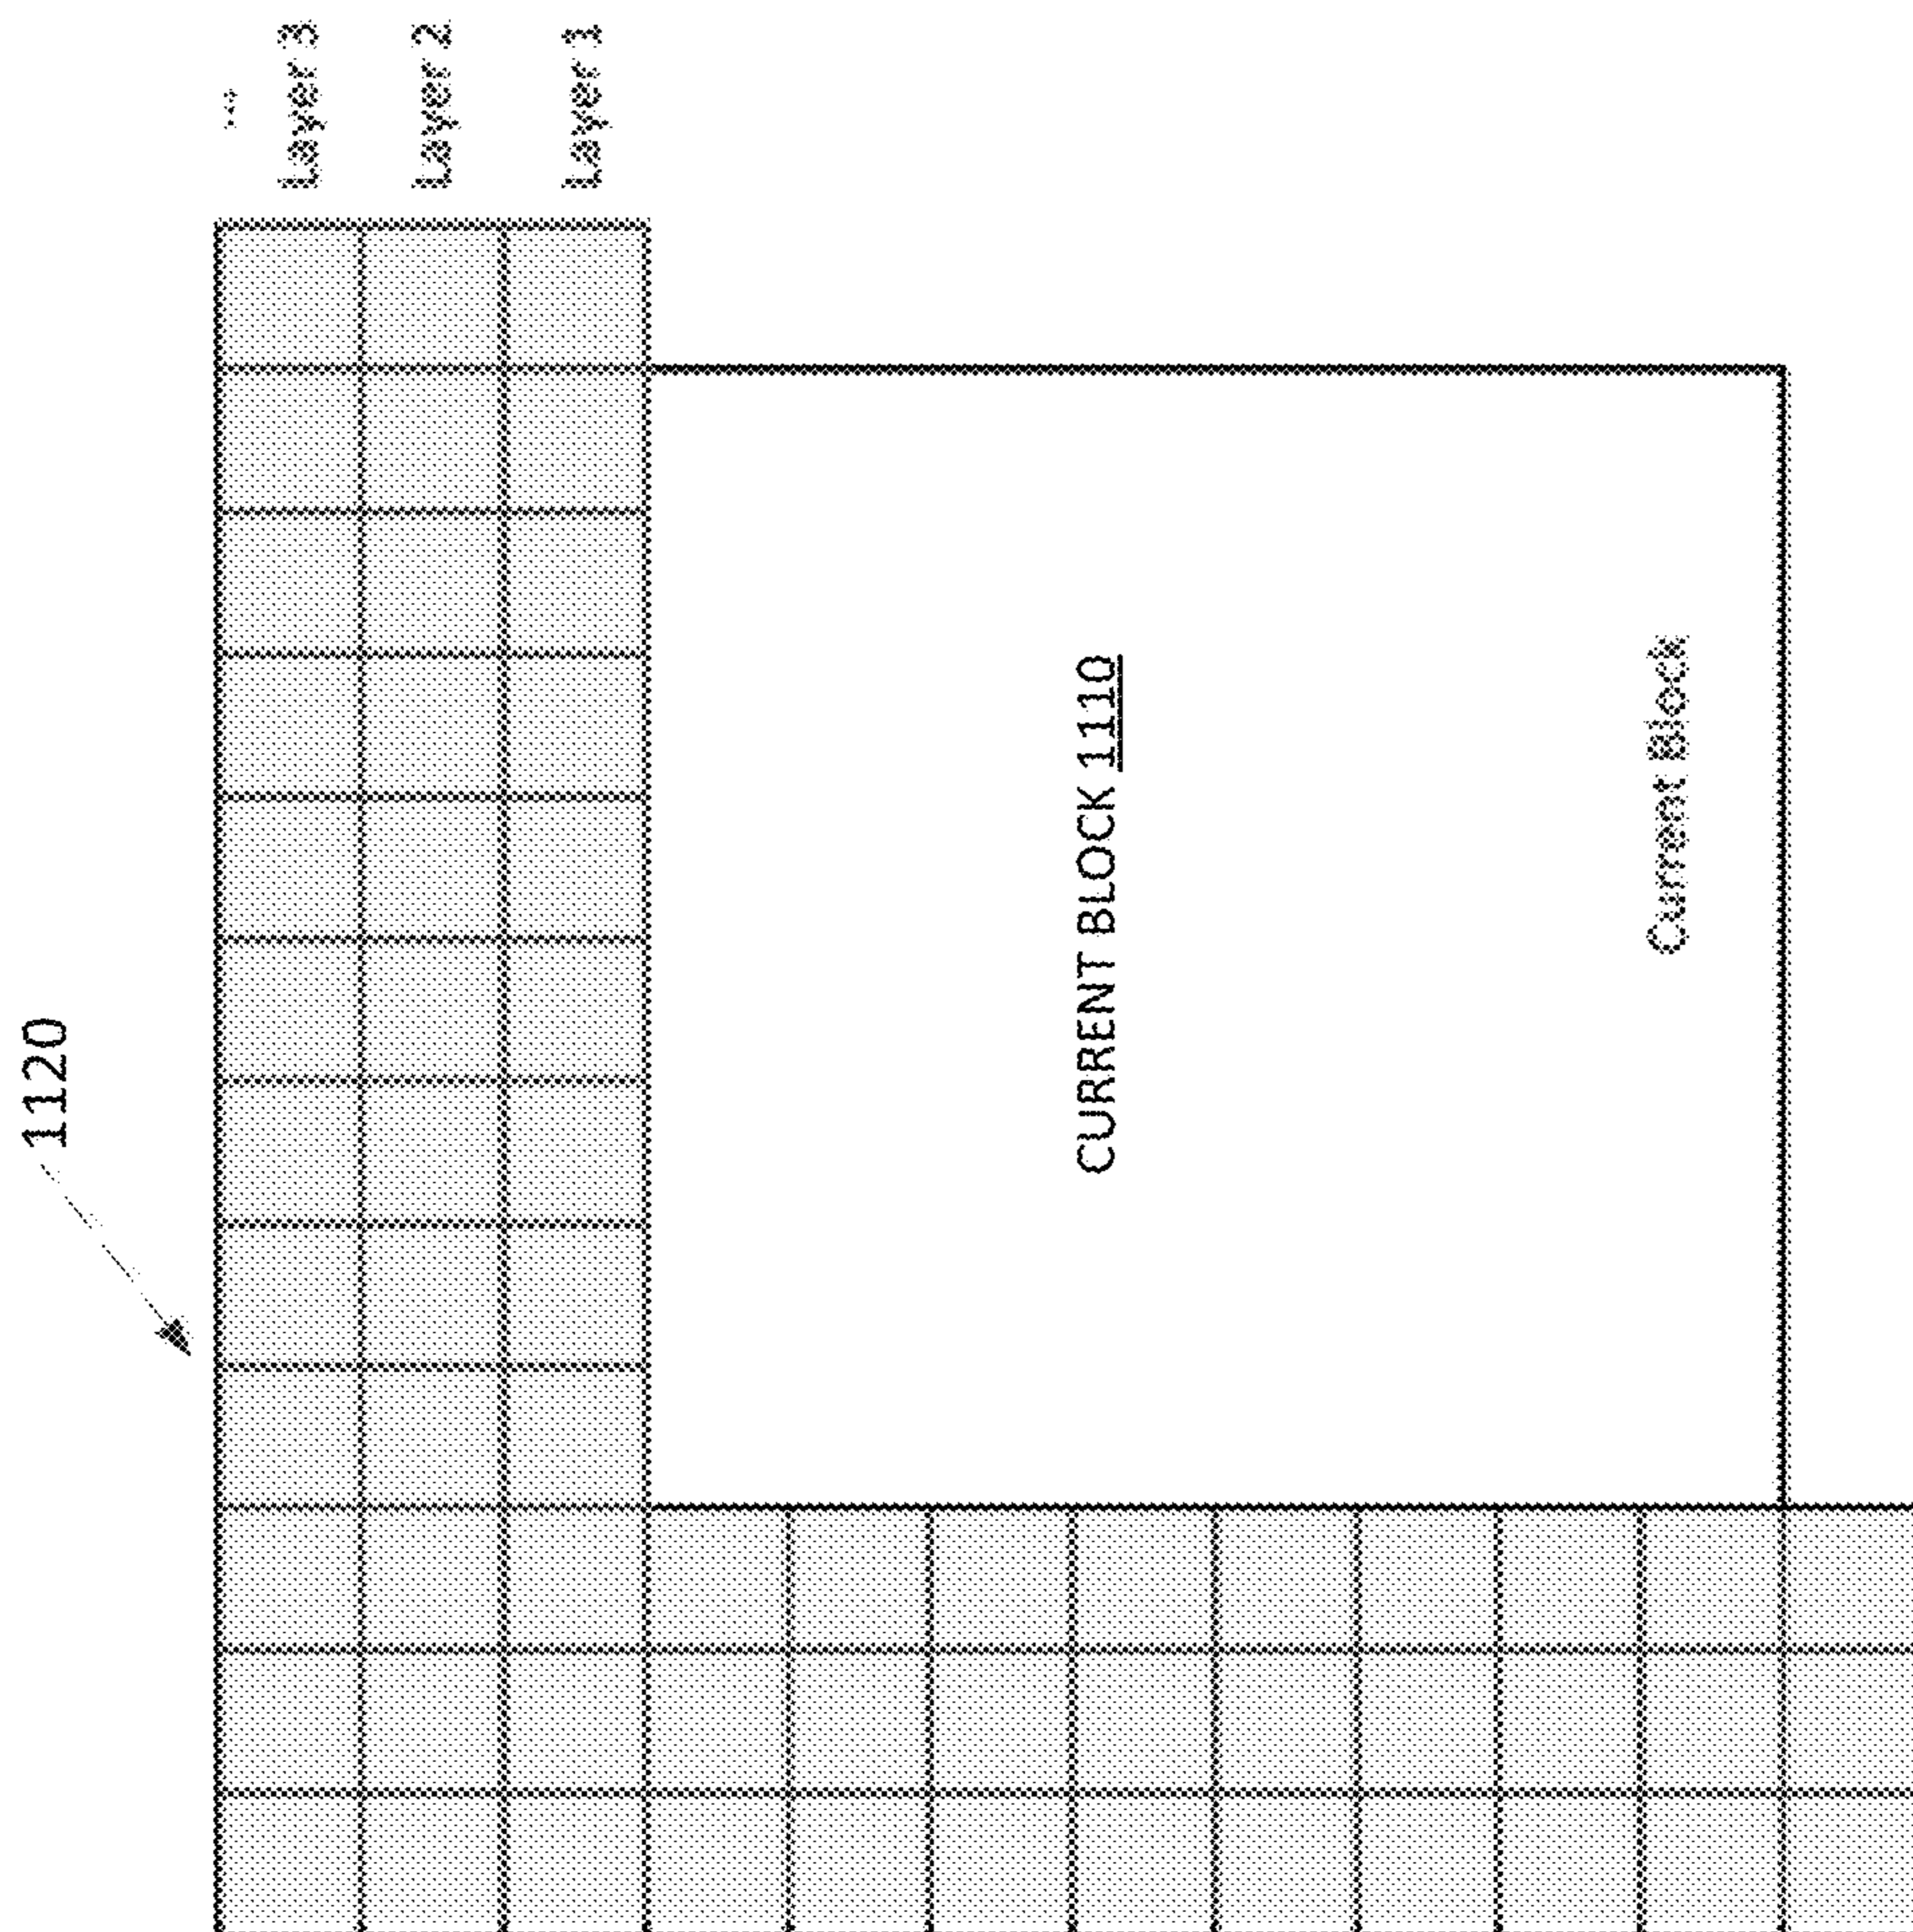 1120
...
Layer 3
Layer 2
Layer 1
CURRENT BLOCK 1110
Current Block